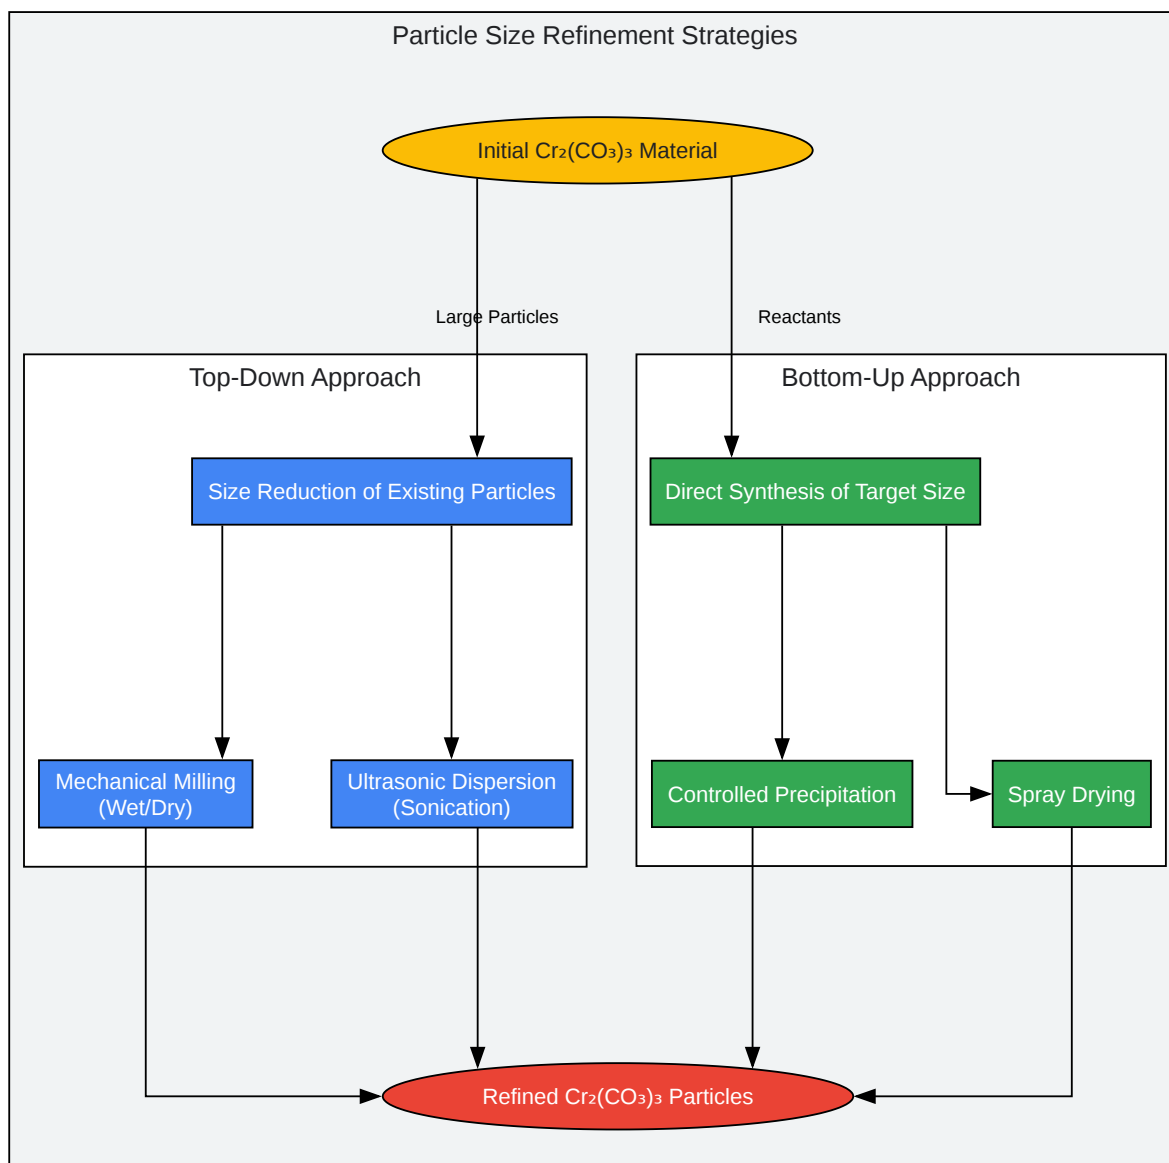 Particle Size Refinement Strategies
Initial Cr₂(CO₃)₃ Material
Large Particles
Reactants
Top-Down Approach
Bottom-Up Approach
Size Reduction of Existing Particles
Direct Synthesis of Target Size
Mechanical Milling
(Wet/Dry)
Ultrasonic Dispersion
(Sonication)
Controlled Precipitation
Spray Drying
Refined Cr₂(CO₃)₃ Particles